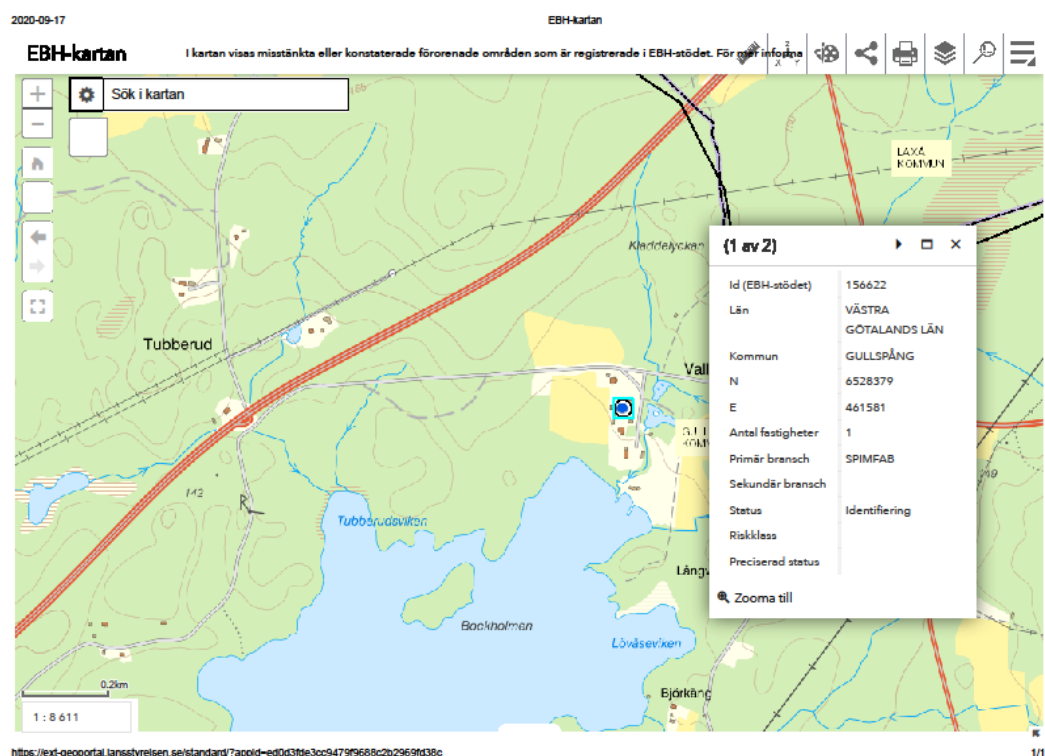 2020-09-17
EBH-kartan
EBH-kartan
I kartan visas misstänkta eller konstaterade förorenade områden som är registrerade i EBH-stödet. För mer informa
Sök i kartan
LAXÅ
KOMMUN
Kladdelyckan
Tubberud
Vall
142
Tubberudsviken
Långv
Bockholmen
Lövåseviken
Björkäng
0.2km
1 : 8 611
(1 av 2)
Id (EBH-stödet) 156622
Län VÄSTRA
GÖTALANDS LÄN
Kommun GULLSPÅNG
N 6528379
E 461581
Antal fastigheter 1
Primär bransch SPIMFAB
Sekundär bransch
Status Identifiering
Riskklass
Preciserad status
Zooma till
https://ext-geoportal.lansstyrelsen.se/standard/?appid=ed0d3fde3cc9479f9688c2b2969fd38c
1/1